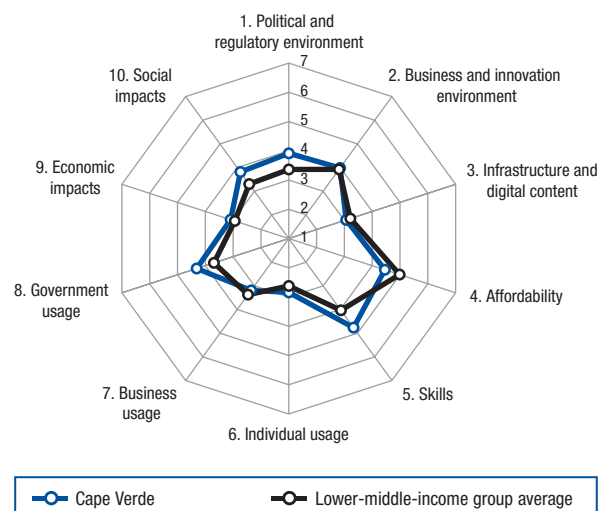 1. Political and
regulatory environment
10. Social
impacts
2. Business and innovation
environment
9. Economic
impacts
3. Infrastructure and
digital content
8. Government
usage
4. Affordability
7. Business
usage
5. Skills
6. Individual usage
7
6
5
4
3
2
1
Cape Verde
Lower-middle-income group average